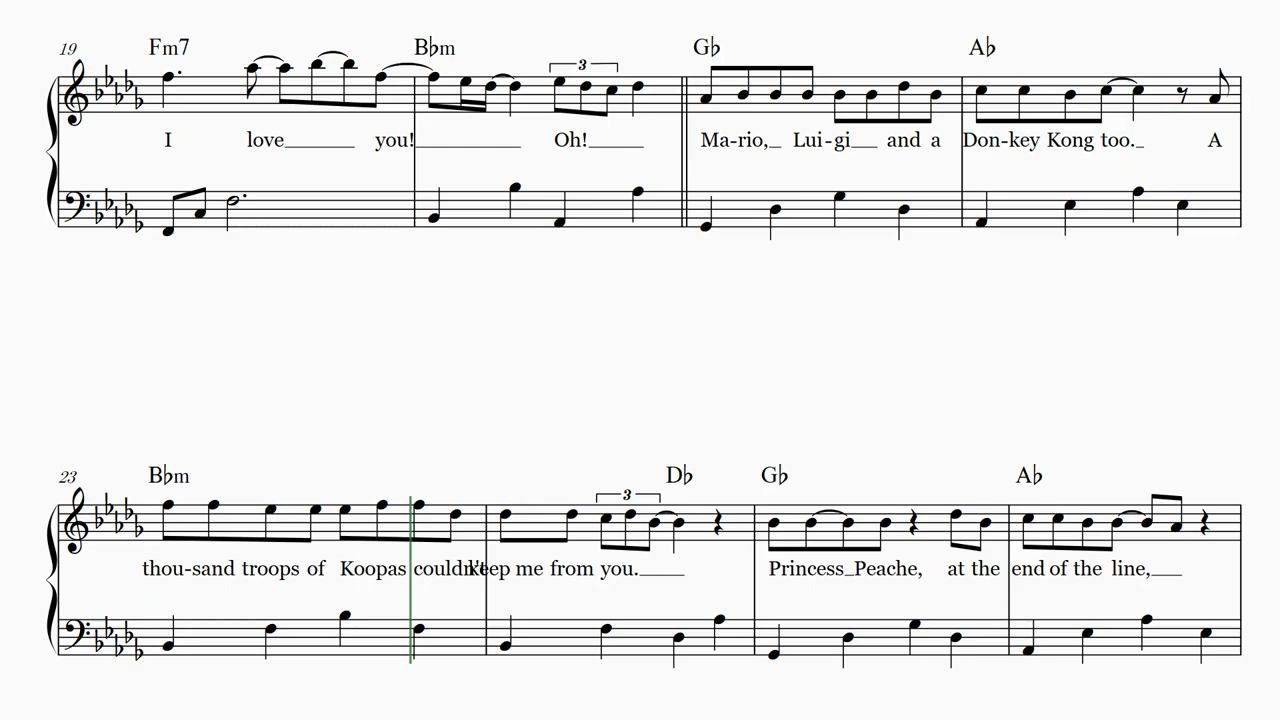 19 Fm7 B♭m G♭ A♭
3
I love you! Oh! Ma-rio, Lui-gi and a Don-key Kong too. A
23 B♭m D♭ G♭ A♭
3
thou-sand troops of Koopas couldn't keep me from you. Princess Peache, at the end of the line,